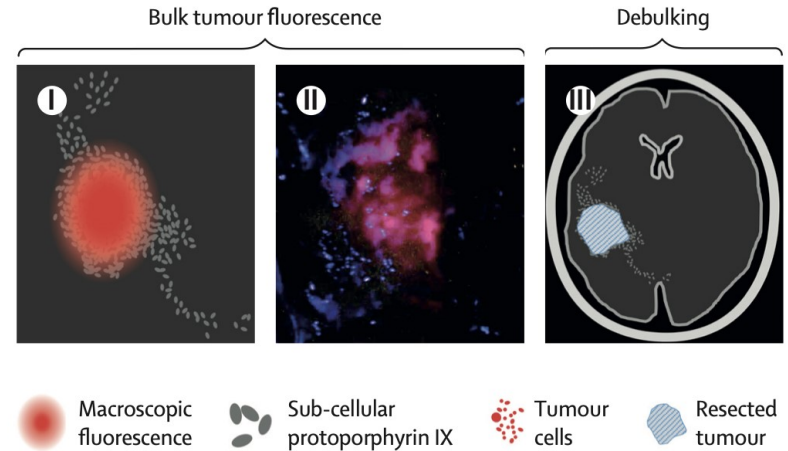 Bulk tumour fluorescence
Debulking
I
II
III
Macroscopic
fluorescence
Sub-cellular
protoporphyrin IX
Tumour
cells
Resected
tumour